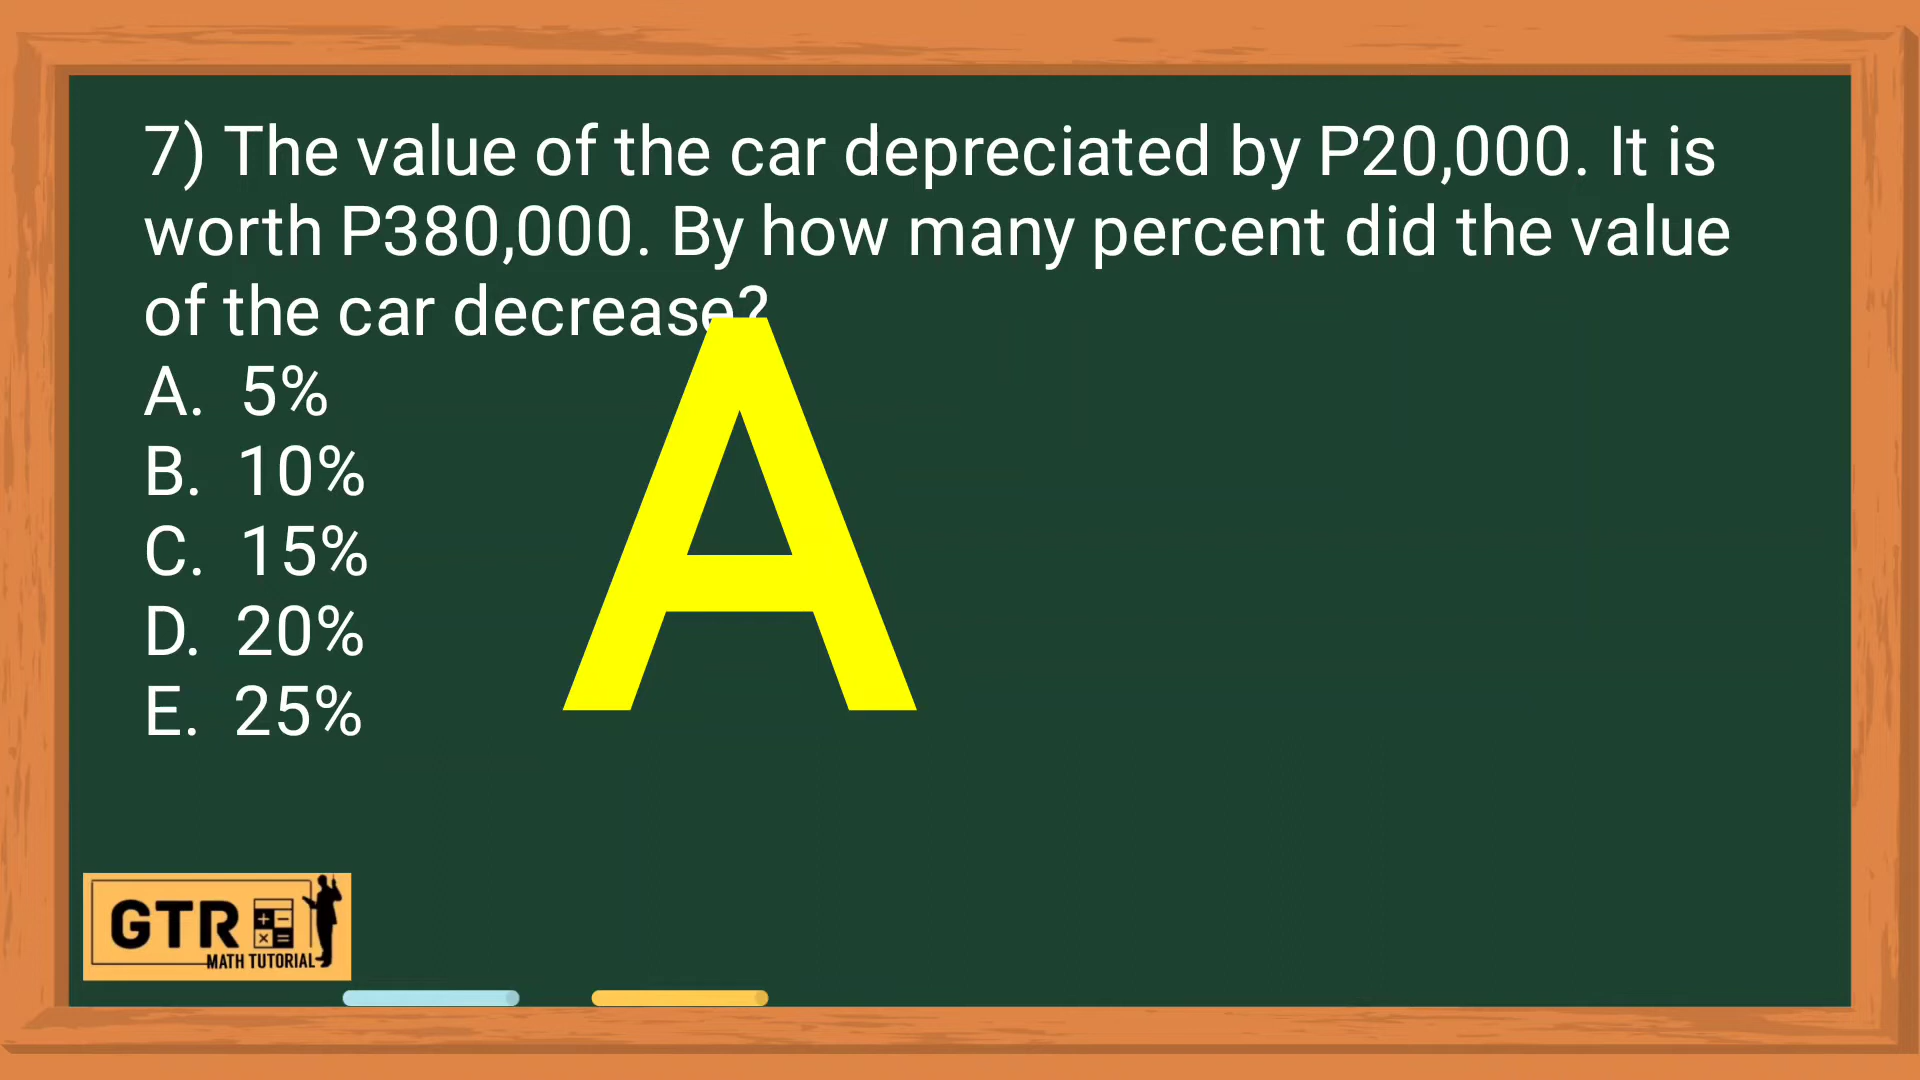 7) The value of the car depreciated by P20,000. It is
worth P380,000. By how many percent did the value
of the car decrease?
A. 5%
B. 10%
C. 15%
D. 20%
E. 25%
A
GTR
MATH TUTORIAL